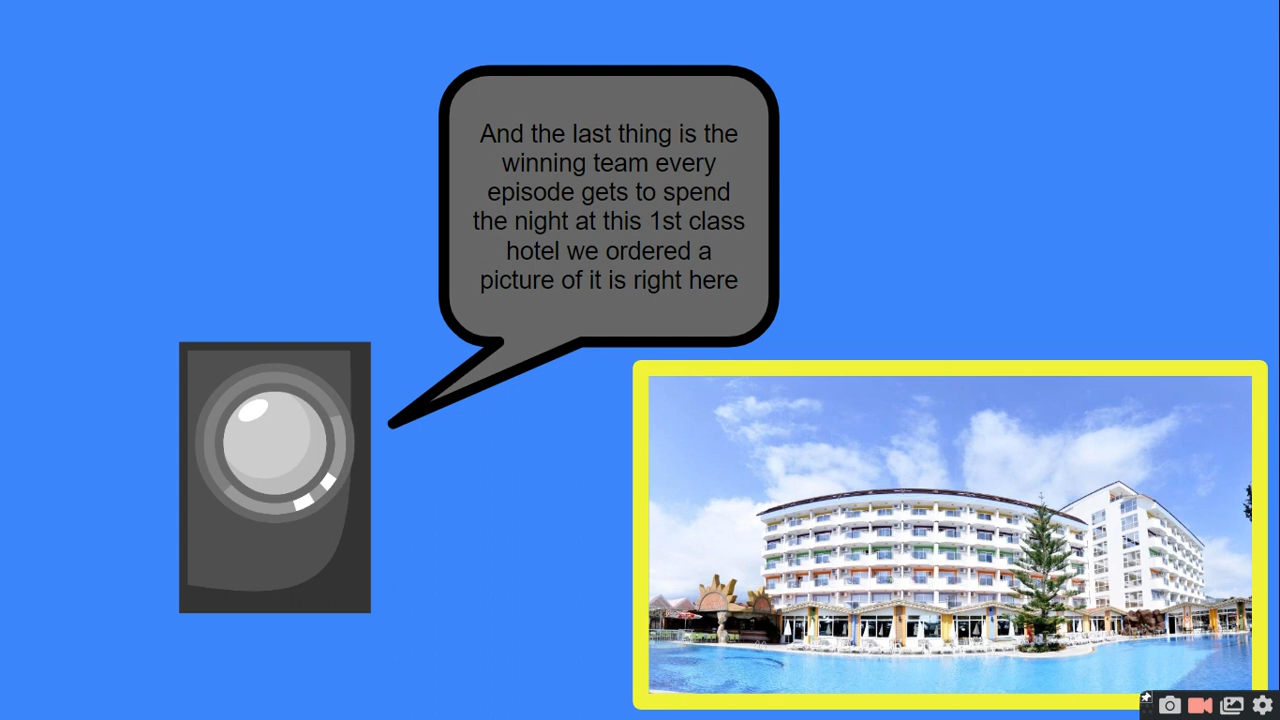 And the last thing is the
winning team every
episode gets to spend
the night at this 1st class
hotel we ordered a
picture of it is right here